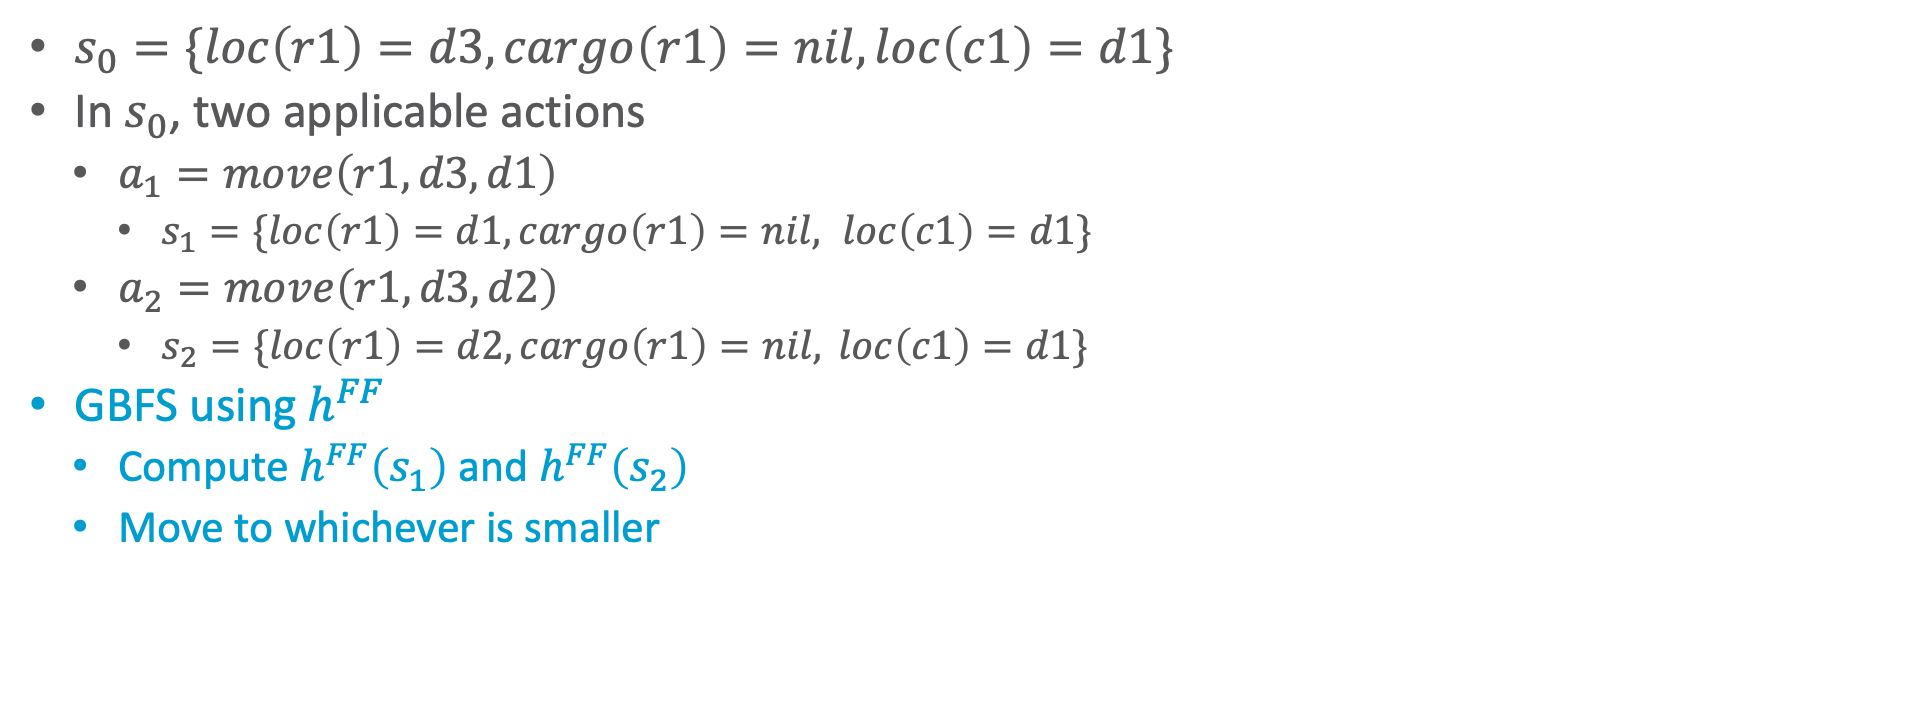 • s₀ = {loc(r1) = d3, cargo(r1) = nil, loc(c1) = d1}
• In s₀, two applicable actions
• a₁ = move(r1, d3, d1)
• s₁ = {loc(r1) = d1, cargo(r1) = nil, loc(c1) = d1}
• a₂ = move(r1, d3, d2)
• s₂ = {loc(r1) = d2, cargo(r1) = nil, loc(c1) = d1}
• GBFS using h^FF
• Compute h^FF(s₁) and h^FF(s₂)
• Move to whichever is smaller